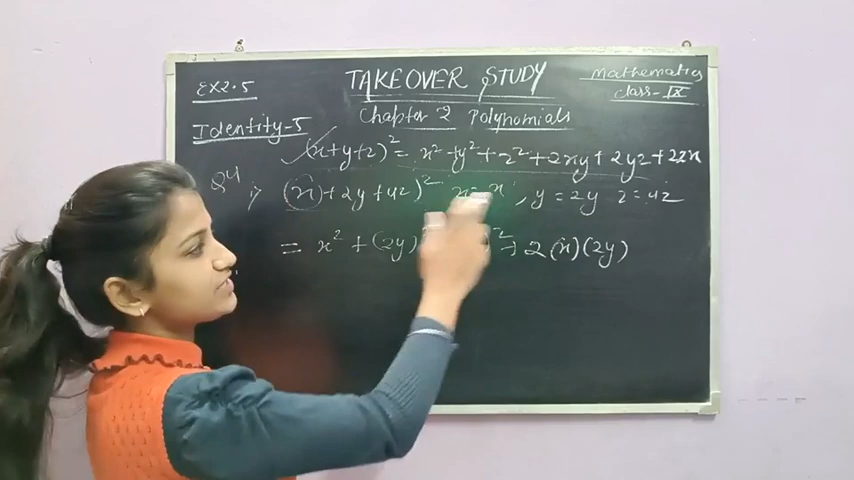 EX2.5
TAKEOVER STUDY
Mathematics
class-IX
Chapter 2 Polynomials
Identity-5
(x+y+z)² = x²+y²+z²+2xy+2yz+2zx
(x+2y+4z)² x=x, y=2y z=4z
= x²+(2y) ²+2(x)(2y)